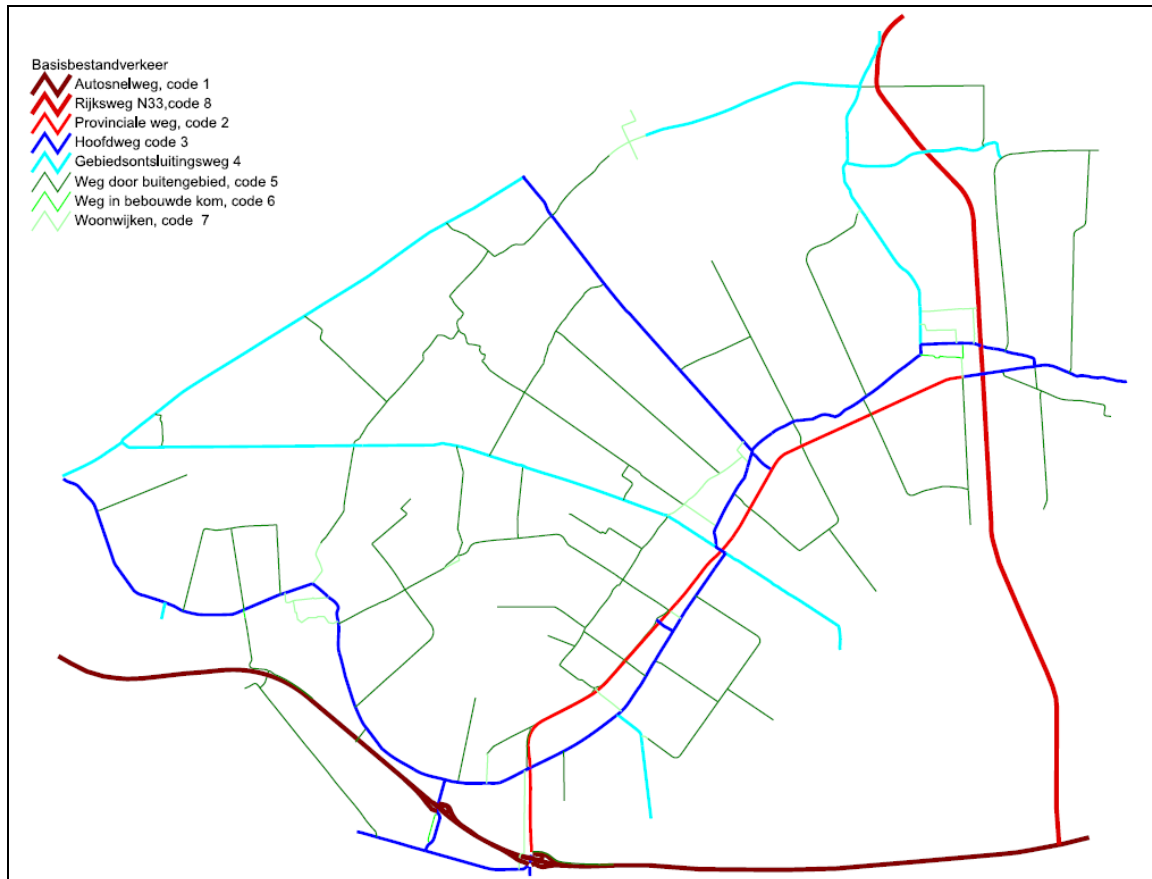 Basisbestandverkeer
Autosnelweg, code 1
Rijksweg N33,code 8
Provinciale weg, code 2
Hoofdweg code 3
Gebiedsontsluitingsweg 4
Weg door buitengebied, code 5
Weg in bebouwde kom, code 6
Woonwijken, code  7